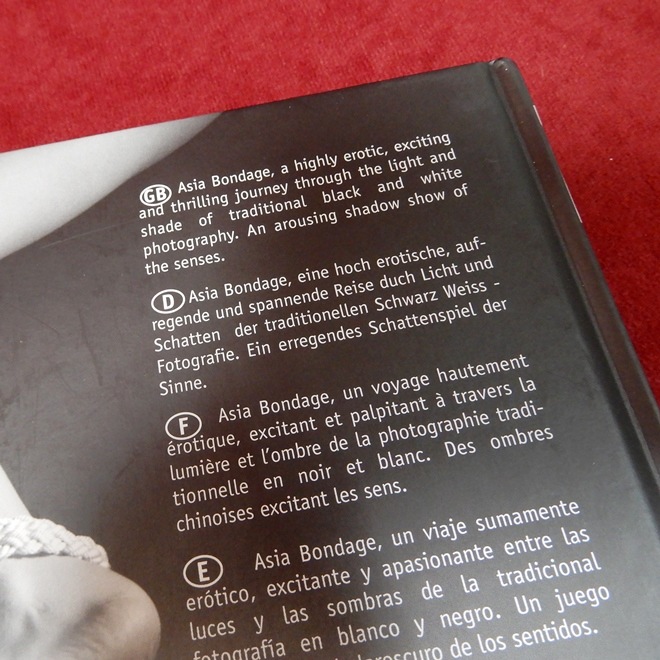 GB Asia Bondage, a highly erotic, exciting
and thrilling journey through the light and
shade of traditional black and white
photography. An arousing shadow show of
the senses.
D Asia Bondage, eine hoch erotische, auf-
regende und spannende Reise duch Licht und
Schatten der traditionellen Schwarz Weiss -
Fotografie. Ein erregendes Schattenspiel der
Sinne.
F Asia Bondage, un voyage hautement
érotique, excitant et palpitant à travers la
lumière et l'ombre de la photographie tradi-
tionnelle en noir et blanc. Des ombres
chinoises excitant les sens.
E Asia Bondage, un viaje sumamente
erótico, excitante y apasionante entre las
luces y las sombras de la tradicional
fotografía en blanco y negro. Un juego
de los sentidos.